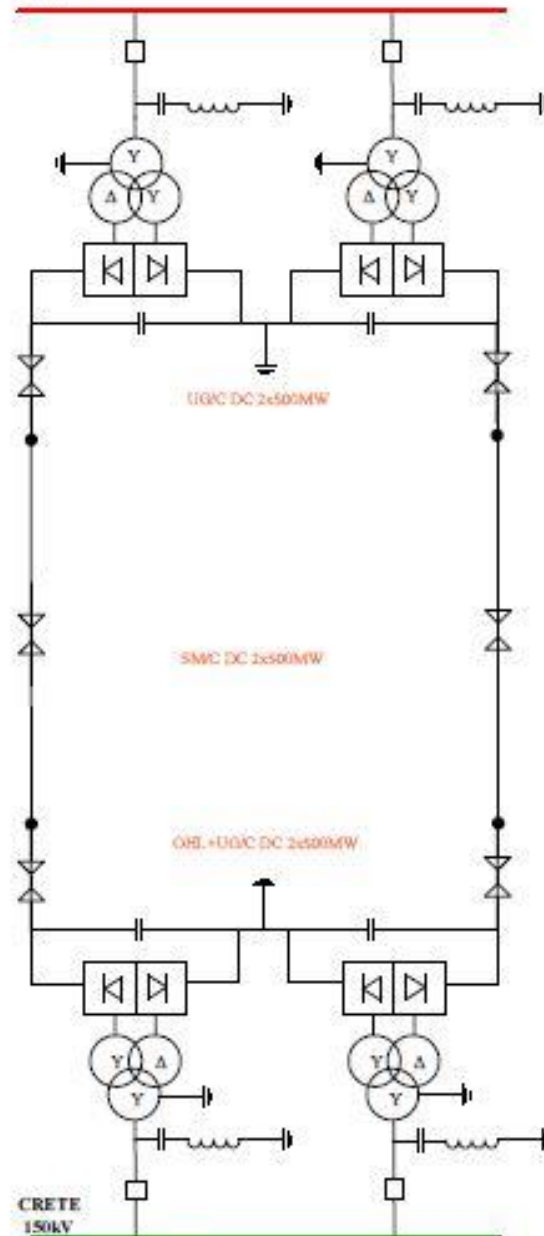 Y
Y
Δ
Y
Δ
Y
UG/C DC 2x500MW
SM/C DC 2x500MW
OHL+UG/C DC 2x500MW
Y
Δ
Y
Δ
Y
Y
CRETE
150kV